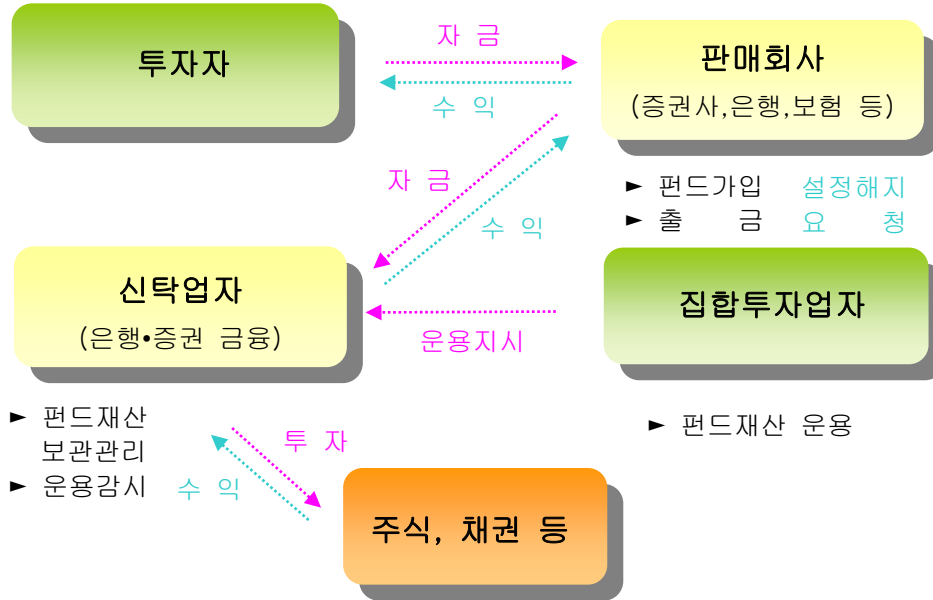 투자자
자 금
수 익
판매회사
(증권사,은행,보험 등)
► 펀드가입 설정해지
► 출 금 요 청
자 금
수 익
신탁업자
(은행•증권 금융)
운용지시
집합투자업자
► 펀드재산
보관관리
► 운용감시
► 펀드재산 운용
투 자
수 익
주식, 채권 등